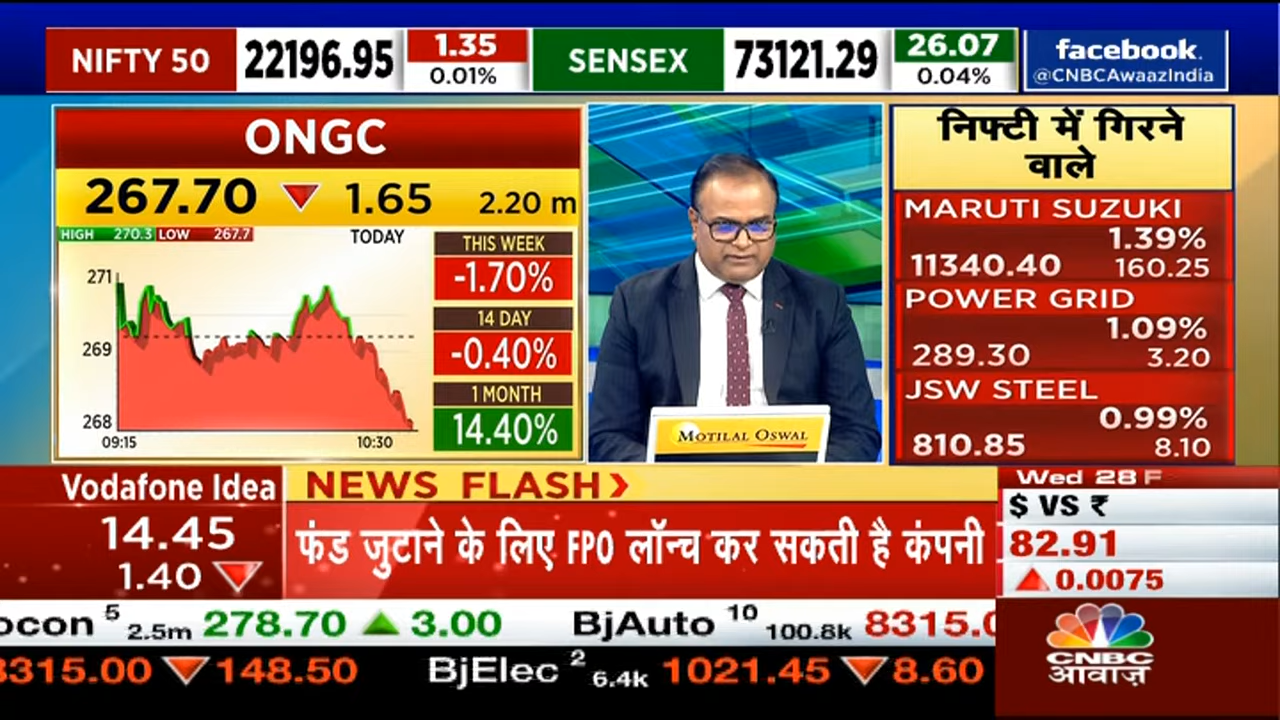 NIFTY 50 22196.95 1.35 0.01% SENSEX 73121.29 26.07 0.04% facebook.
@CNBCAwaazIndia
ONGC
267.70 1.65 2.20 m
HIGH 270.3 LOW 267.7
TODAY
271
269
268
09:15 10:30
THIS WEEK
-1.70%
14 DAY
-0.40%
1 MONTH
14.40%
MOTILAL OSWAL
निफ्टी में गिरने
वाले
MARUTI SUZUKI
1.39%
11340.40 160.25
POWER GRID
1.09%
289.30 3.20
JSW STEEL
0.99%
810.85 8.10
Vodafone Idea
14.45
1.40
NEWS FLASH
फंड जुटाने के लिए FPO लॉन्च कर सकती है कंपनी
Wed 28 F
$ VS ₹
82.91
0.0075
ocon 5 2.5m 278.70 3.00 BjAuto 10 100.8k 8315.0
8315.00 148.50 BjElec 2 6.4k 1021.45 8.60
CNBC
आवाज़